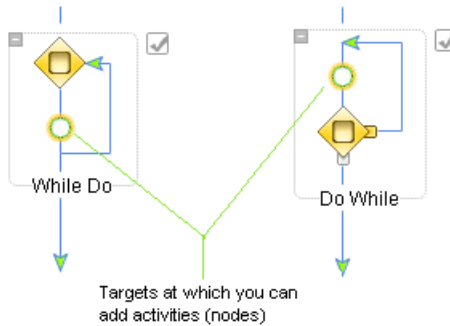 While Do
Do While
Targets at which you can
add activities (nodes)